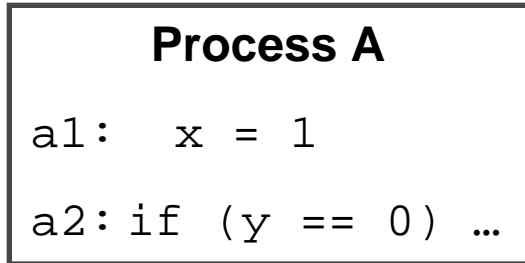 Process A
a1: x = 1
a2: if (y == 0) …